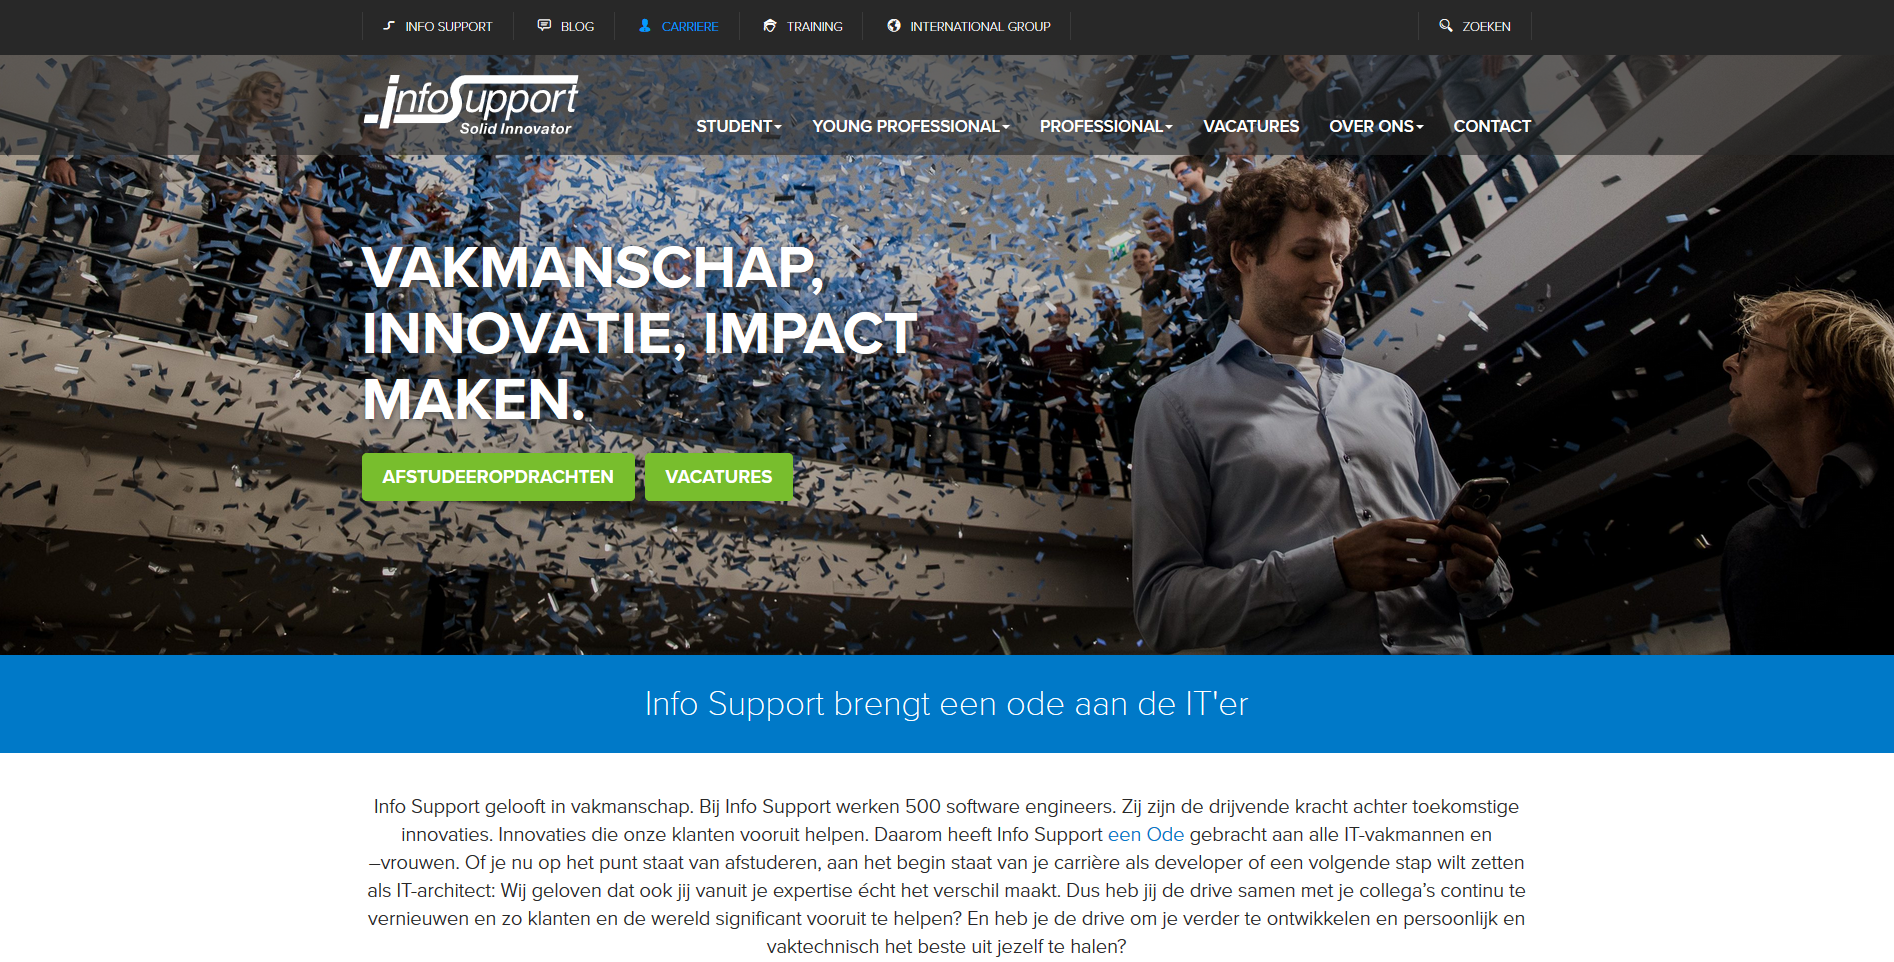 INFO SUPPORT BLOG CARRIERE TRAINING INTERNATIONAL GROUP ZOEKEN
InfoSupport
Solid Innovator
STUDENT YOUNG PROFESSIONAL PROFESSIONAL VACATURES OVER ONS CONTACT
VAKMANSCHAP,
INNOVATIE, IMPACT
MAKEN.
AFSTUDEEROPDRACHTEN VACATURES
Info Support brengt een ode aan de IT'er
Info Support gelooft in vakmanschap. Bij Info Support werken 500 software engineers. Zij zijn de drijvende kracht achter toekomstige
innovaties. Innovaties die onze klanten vooruit helpen. Daarom heeft Info Support een Ode gebracht aan alle IT-vakmannen en
–vrouwen. Of je nu op het punt staat van afstuderen, aan het begin staat van je carrière als developer of een volgende stap wilt zetten
als IT-architect: Wij geloven dat ook jij vanuit je expertise écht het verschil maakt. Dus heb jij de drive samen met je collega’s continu te
vernieuwen en zo klanten en de wereld significant vooruit te helpen? En heb je de drive om je verder te ontwikkelen en persoonlijk en
vaktechnisch het beste uit jezelf te halen?